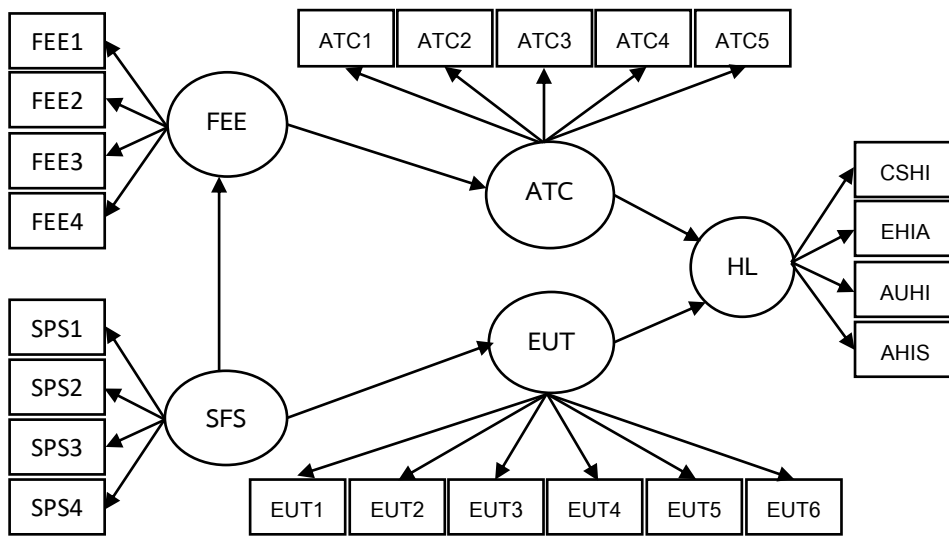 FEE1
FEE2
FEE3
FEE4
FEE
ATC1
ATC2
ATC3
ATC4
ATC5
ATC
CSHI
EHIA
AUHI
AHIS
HL
SPS1
SPS2
SPS3
SPS4
SFS
EUT
EUT1
EUT2
EUT3
EUT4
EUT5
EUT6